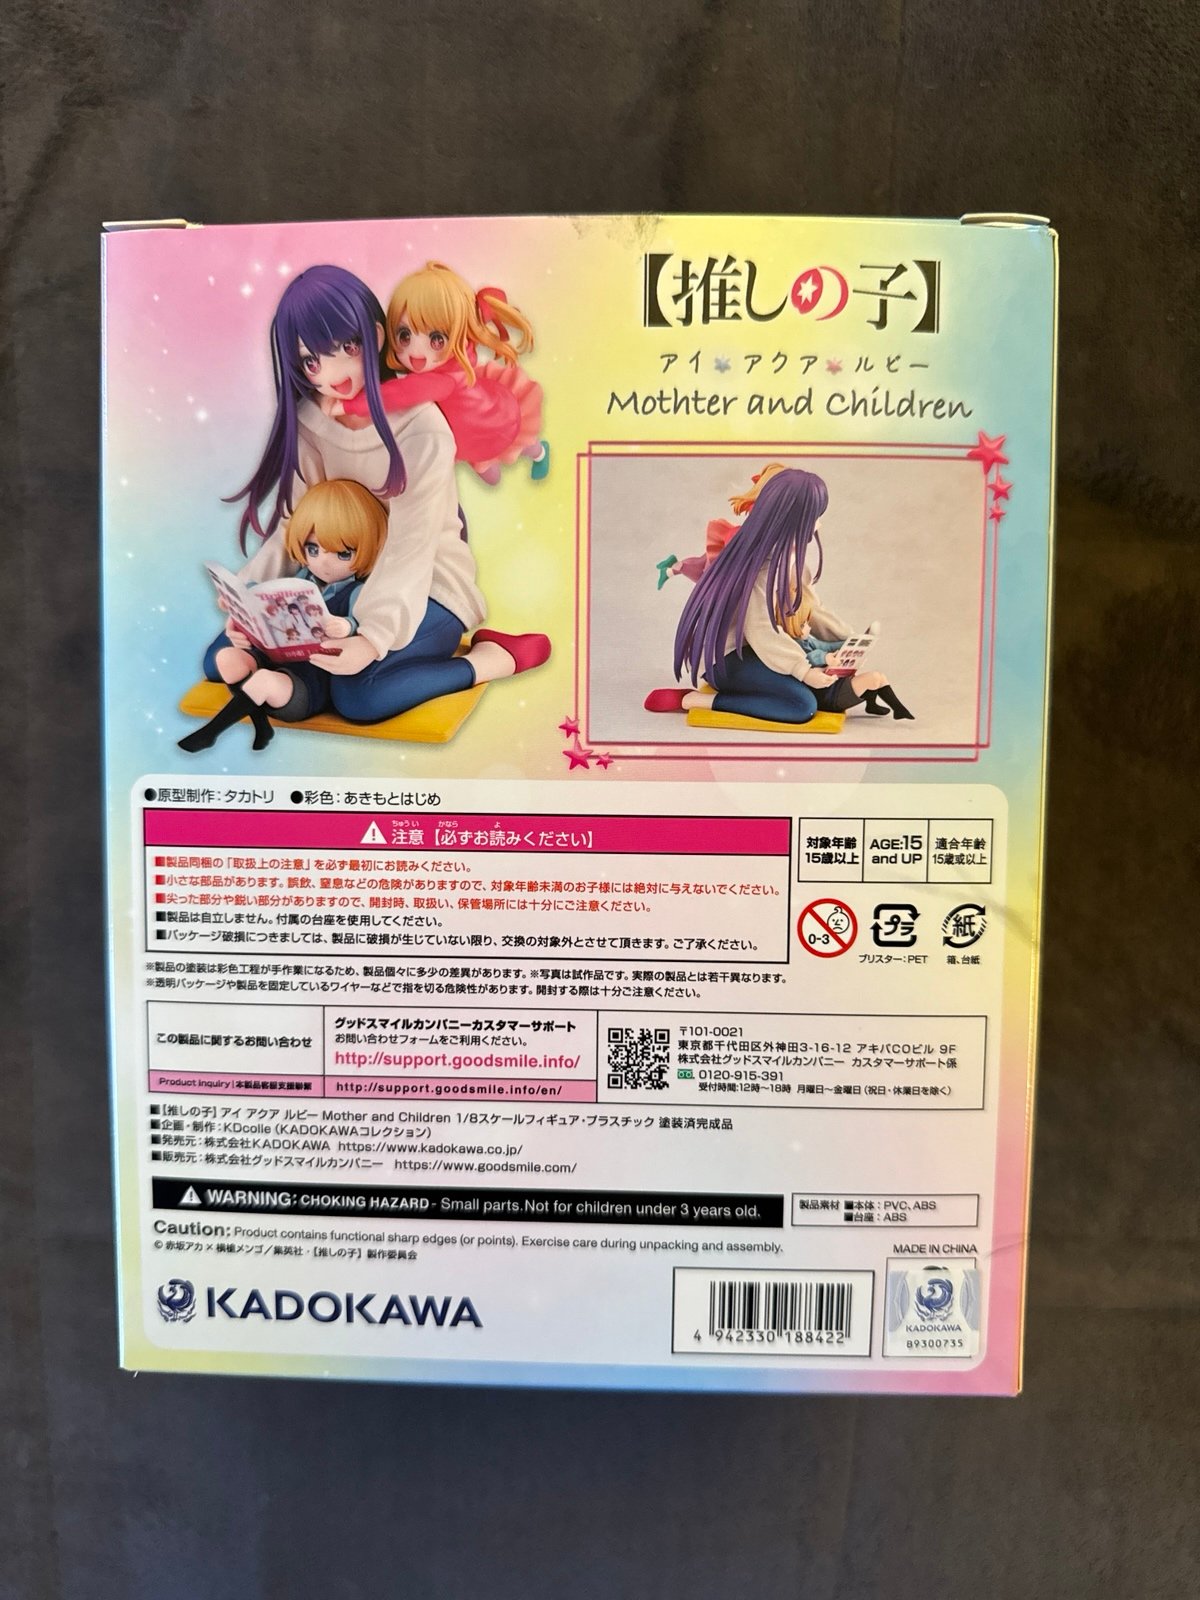 【推しの子】
アイ アクア ルビー
Mothter and Children
●原型制作：タカトリ ●彩色：あきもとはじめ
注意【必ずお読みください】
■製品同梱の「取扱上の注意」を必ず最初にお読みください。
■小さな部品があります。誤飲、窒息などの危険がありますので、対象年齢未満のお子様には絶対に与えないでください。
■尖った部分や鋭い部分がありますので、開封時、取扱い、保管場所には十分にご注意ください。
■製品は自立しません。付属の台座を使用してください。
■パッケージ破損につきましては、製品に破損が生じていない限り、交換の対象外とさせて頂きます。ご了承ください。
対象年齢 15歳以上
AGE:15 and UP
適合年齢 15歳或以上
0-3
プラ
ブリスター：PET
紙
箱、台紙
※製品の塗装は彩色工程が手作業になるため、製品個々に多少の差異があります。※写真は試作品です。実際の製品とは若干異なります。
※透明パッケージや製品を固定しているワイヤーなどで指を切る危険性があります。開封する際は十分ご注意ください。
この製品に関するお問い合わせ
グッドスマイルカンパニーカスタマーサポート
お問い合わせフォームをご利用ください。
http://support.goodsmile.info/
Product inquiry|本製品客服支援聯繫
http://support.goodsmile.info/en/
〒101-0021
東京都千代田区外神田3-16-12 アキバCOビル 9F
株式会社グッドスマイルカンパニー カスタマーサポート係
0120-915-391
受付時間：12時～18時 月曜日～金曜日（祝日・休業日を除く）
■【推しの子】アイ アクア ルビー Mother and Children 1/8スケールフィギュア・プラスチック 塗装済完成品
■企画・制作：KDcolle（KADOKAWAコレクション）
■発売元：株式会社KADOKAWA https://www.kadokawa.co.jp/
■販売元：株式会社グッドスマイルカンパニー https://www.goodsmile.com/
WARNING: CHOKING HAZARD - Small parts. Not for children under 3 years old.
製品素材 ■本体：PVC、ABS
■台座：ABS
Caution: Product contains functional sharp edges (or points). Exercise care during unpacking and assembly.
© 赤坂アカ×横槍メンゴ／集英社・【推しの子】製作委員会
MADE IN CHINA
KADOKAWA
4 942330 188422
KADOKAWA
89300735